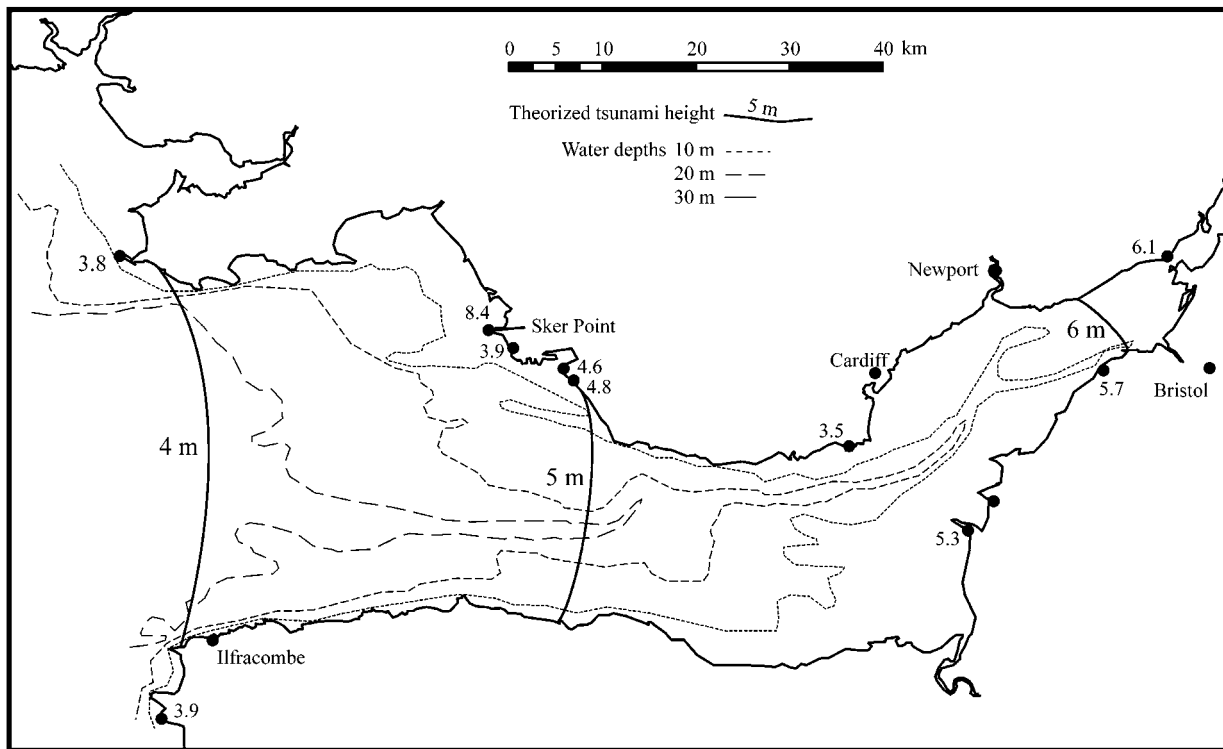 0 5 10 20 30 40 km
Theorized tsunami height 5 m
Water depths 10 m
20 m
30 m
3.8
6.1
Newport
8.4
Sker Point
3.9
6 m
4.6
4.8
Cardiff
5.7
Bristol
4 m
3.5
5 m
5.3
Ilfracombe
3.9